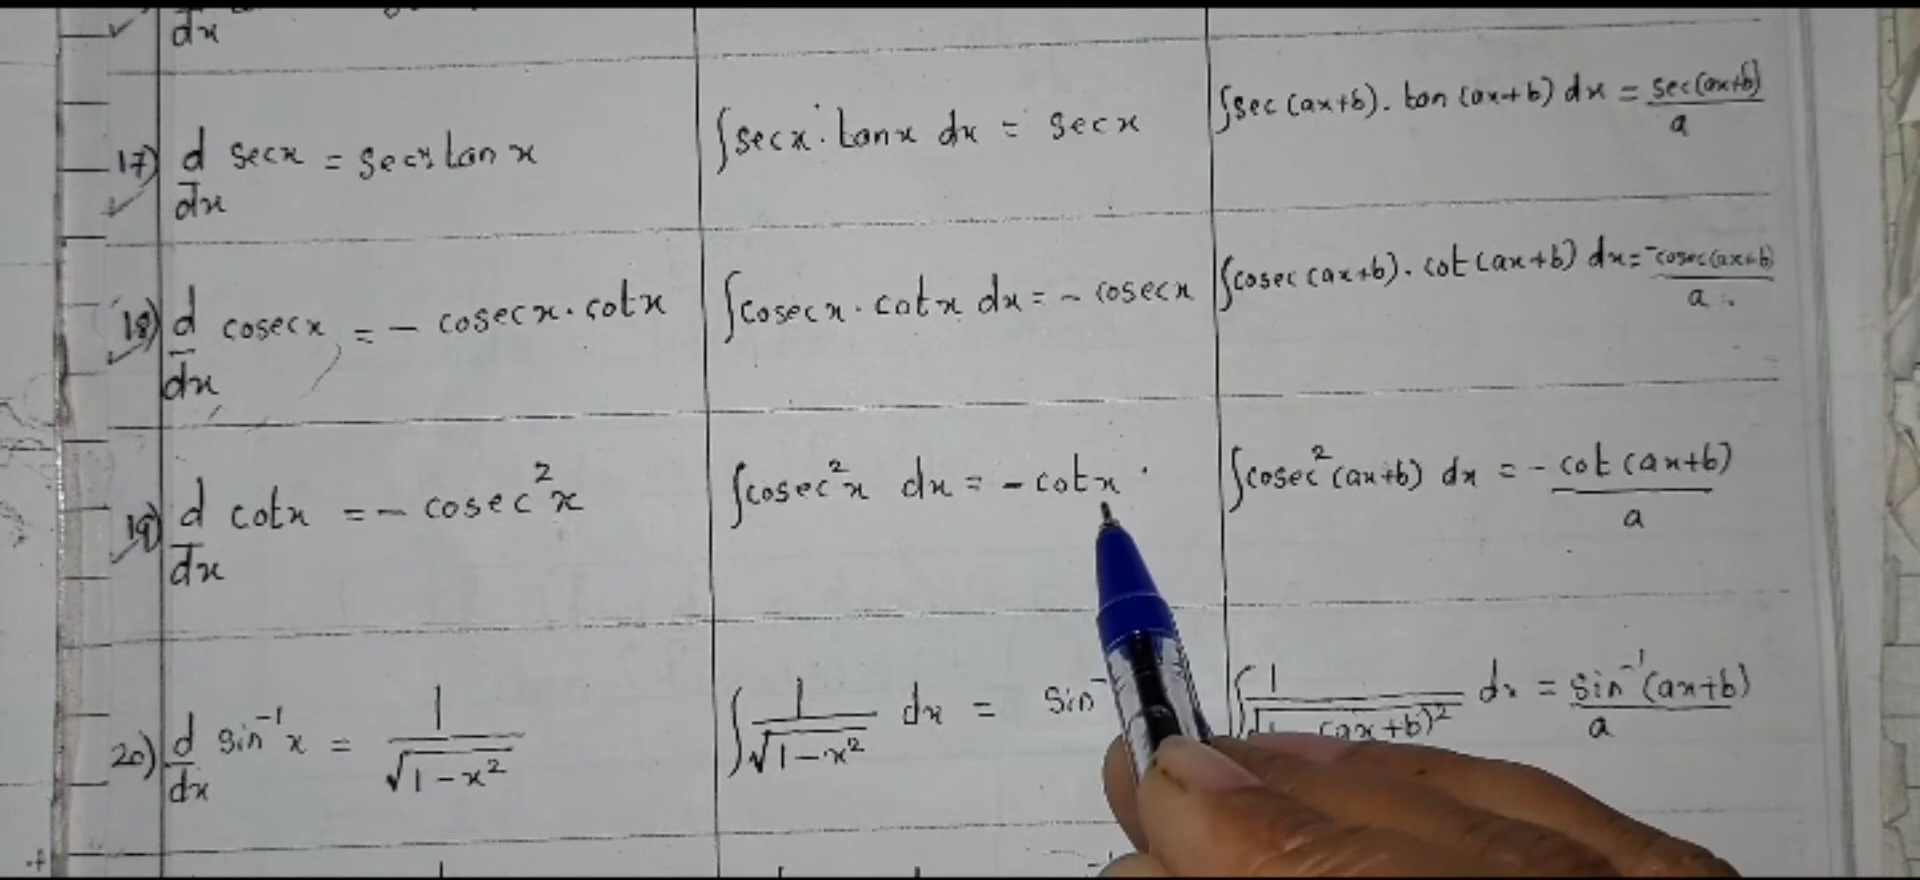 dx
17) d/dx secx = secx tan x
∫secx · tanx dx = secx
∫sec (ax+b) . tan (ax+b) dx = sec(ax+b)/a
18) d/dx cosecx = - cosecx . cotx
∫cosecx . cotx dx = - cosecx
∫cosec (ax+b) . cot (ax+b) dx = -cosec(ax+b)/a
19) d/dx cotx = - cosec²x
∫cosec²x dx = - cotx
∫cosec²(ax+b) dx = - cot (ax+b)/a
20) d/dx sin⁻¹x = 1/√1-x²
∫ 1/√1-x² dx = sin⁻
∫ 1/√1-(ax+b)² dx = sin⁻¹(ax+b)/a